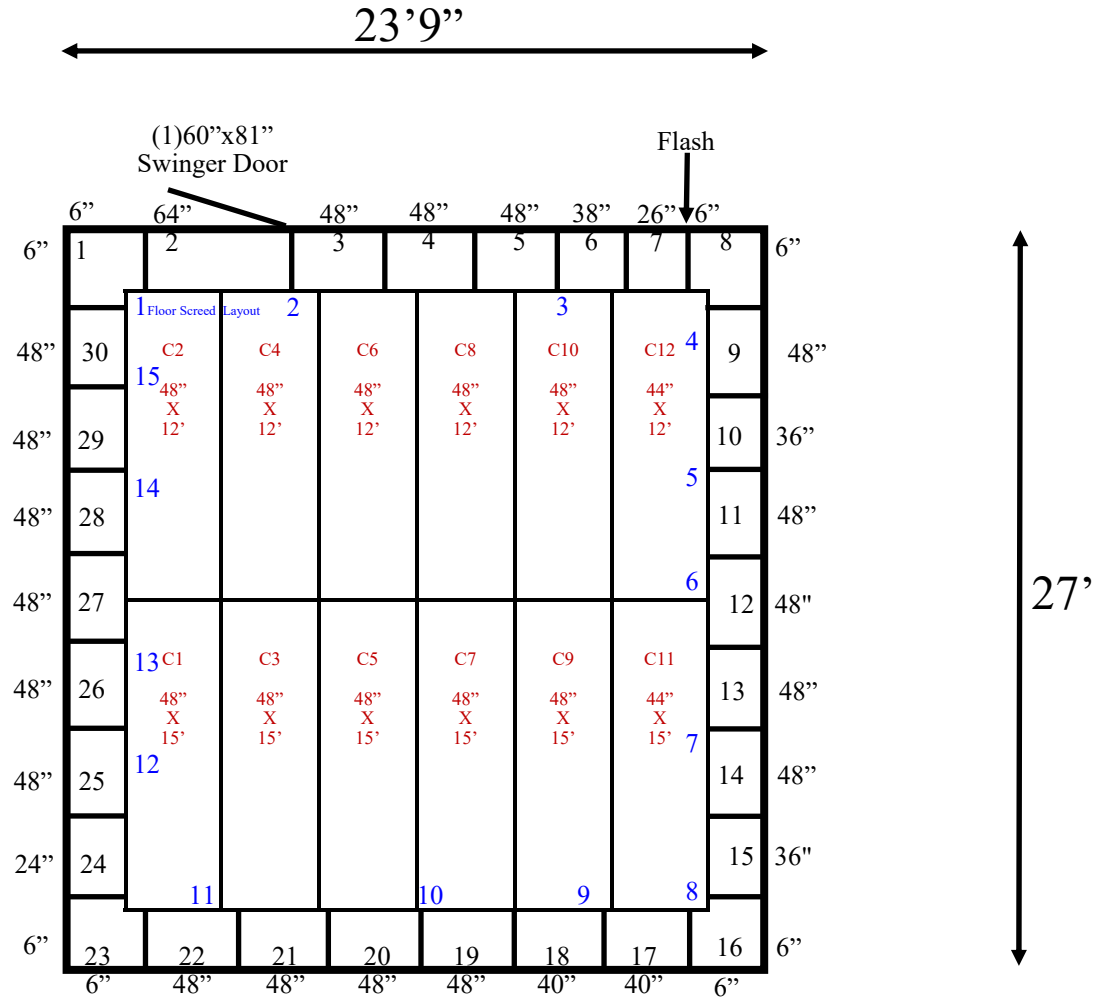 23’9”
(1)60”x81”
Swinger Door
Flash
6” 64” 48” 48” 48” 38” 26” 6”
6” 1 2 3 4 5 6 7 8 6”
1 Floor Screed Layout 2 3
48” 30 C2 C4 C6 C8 C10 C12 4 9 48”
15
48” 48” 48” 48” 48” 44”
X X X X X X
12’ 12’ 12’ 12’ 12’ 12’
48” 29 10 36”
14 5
48” 28 11 48”
6
48” 27 12 48"
27’
13 C1 C3 C5 C7 C9 C11
48” 26 13 48”
48” 48” 48” 48” 48” 44”
X X X X X X
15’ 15’ 15’ 15’ 15’ 15’
7
12
48” 25 14 48”
24” 24 15 36"
11 10 9 8
6” 23 22 21 20 19 18 17 16 6”
6” 48” 48” 48” 48” 40” 40” 6”